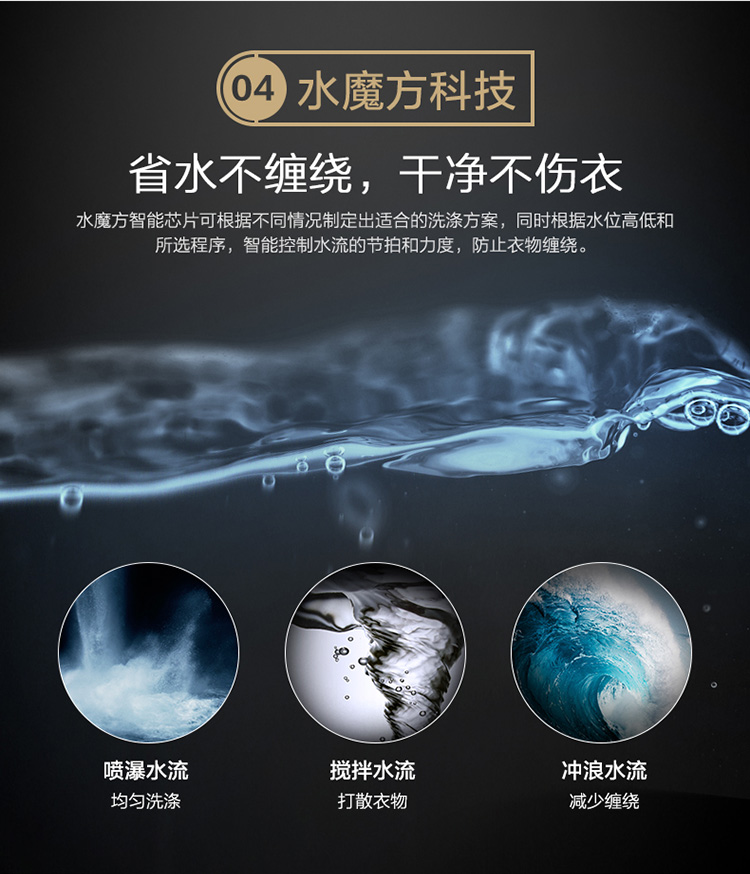 04 水魔方科技
省水不缠绕，干净不伤衣
水魔方智能芯片可根据不同情况制定出适合的洗涤方案，同时根据水位高低和
所选程序，智能控制水流的节拍和力度，防止衣物缠绕。
喷瀑水流 搅拌水流 冲浪水流
均匀洗涤 打散衣物 减少缠绕